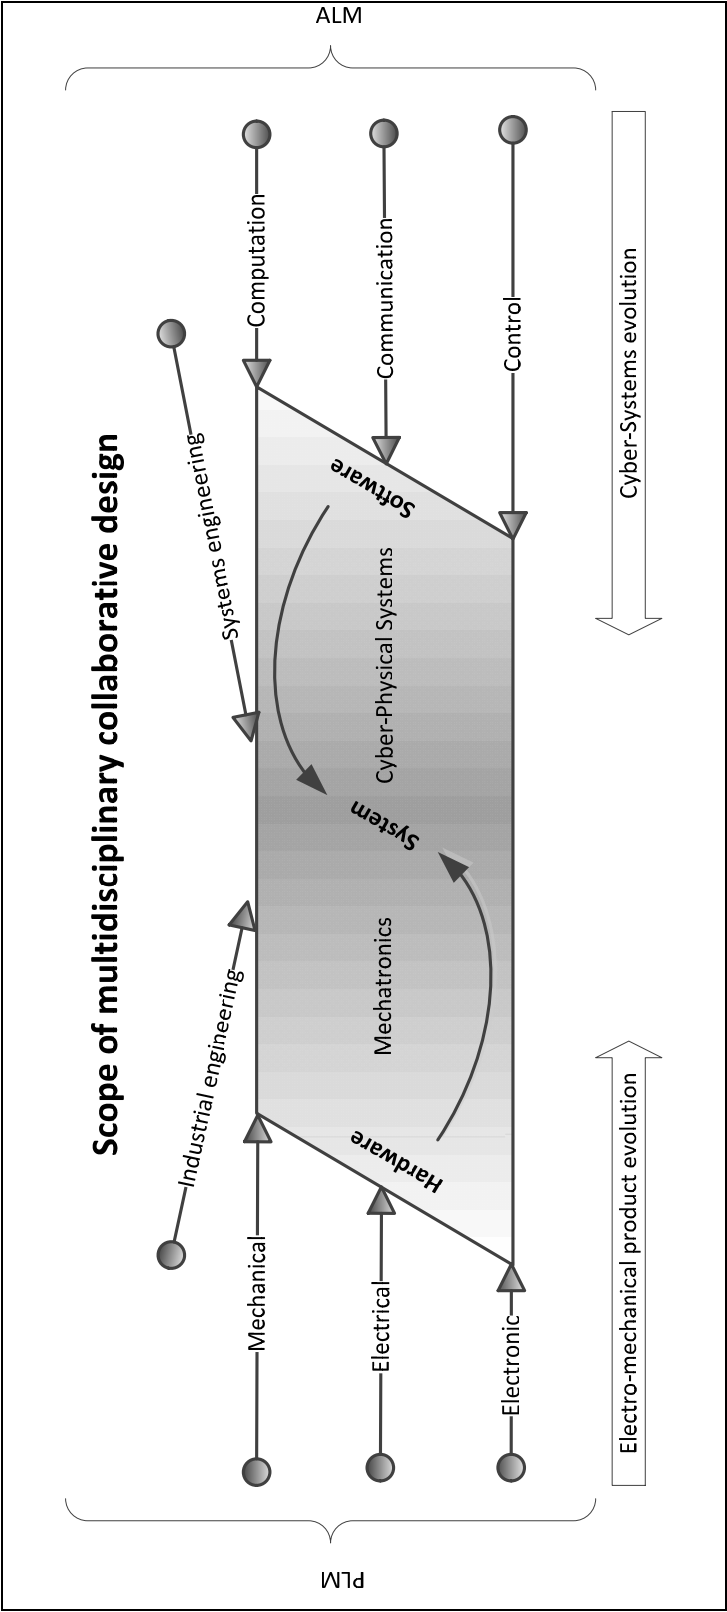 Scope of multidisciplinary collaborative design
Industrial engineering
Systems engineering
Mechanical
Computation
Electrical
Communication
Electronic
Control
Hardware
Software
System
Mechatronics
Cyber-Physical Systems
PLM
ALM
Electro-mechanical product evolution
Cyber-Systems evolution